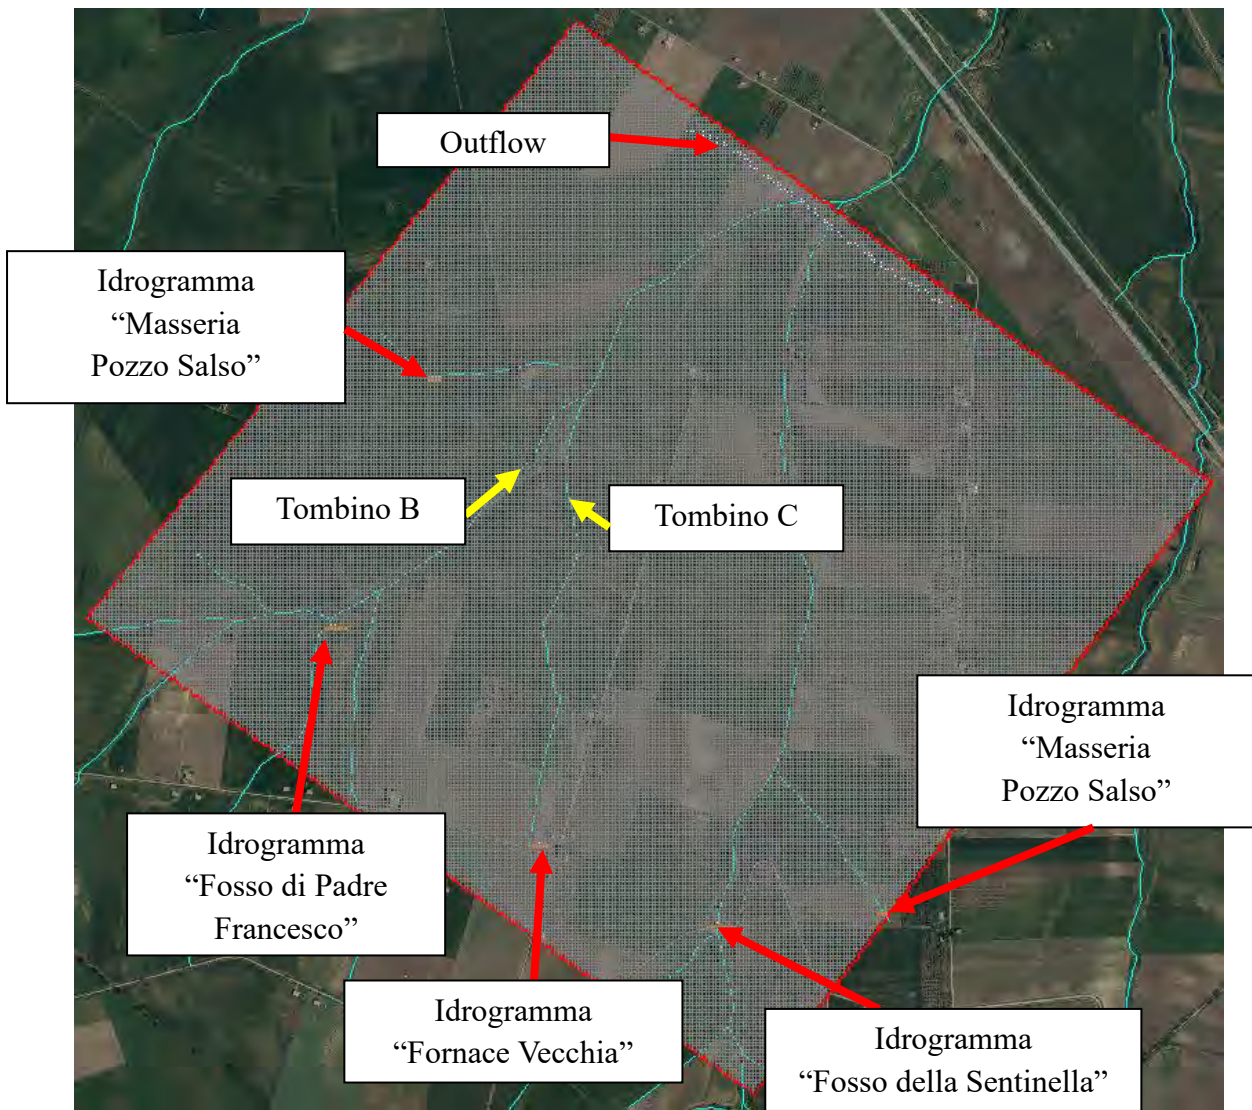 Outflow
Idrogramma
“Masseria
Pozzo Salso”
Tombino B
Tombino C
Idrogramma
“Masseria
Pozzo Salso”
Idrogramma
“Fosso di Padre
Francesco”
Idrogramma
“Fornace Vecchia”
Idrogramma
“Fosso della Sentinella”